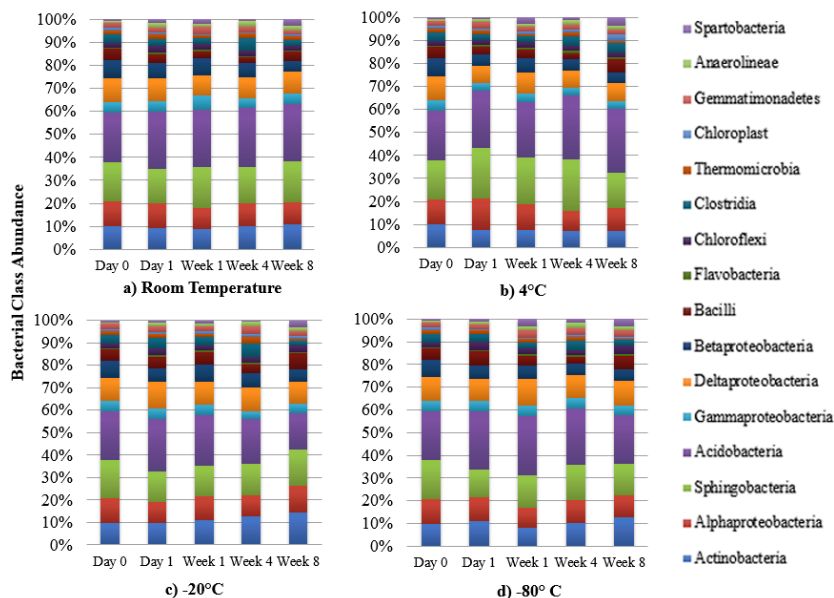 Bacterial Class Abundance
100%
90%
80%
70%
60%
50%
40%
30%
20%
10%
0%
Day 0 Day 1 Week 1 Week 4 Week 8
a) Room Temperature
100%
90%
80%
70%
60%
50%
40%
30%
20%
10%
0%
Day 0 Day 1 Week 1 Week 4 Week 8
b) 4°C
100%
90%
80%
70%
60%
50%
40%
30%
20%
10%
0%
Day 0 Day 1 Week 1 Week 4 Week 8
c) -20°C
100%
90%
80%
70%
60%
50%
40%
30%
20%
10%
0%
Day 0 Day 1 Week 1 Week 4 Week 8
d) -80° C
Spartobacteria
Anaerolineae
Gemmatimonadetes
Chloroplast
Thermomicrobia
Clostridia
Chloroflexi
Flavobacteria
Bacilli
Betaproteobacteria
Deltaproteobacteria
Gammaproteobacteria
Acidobacteria
Sphingobacteria
Alphaproteobacteria
Actinobacteria